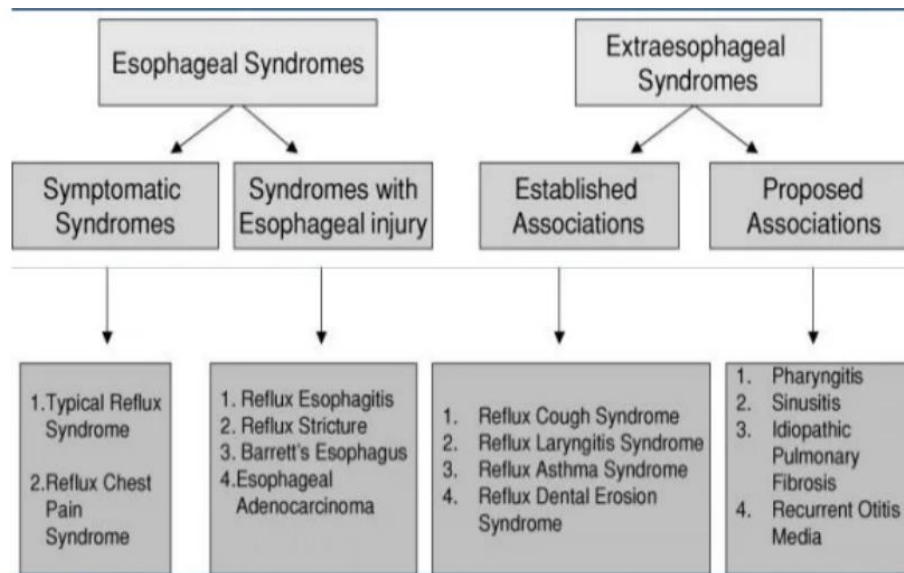 Esophageal Syndromes
Extraesophageal
Syndromes
Symptomatic
Syndromes
Syndromes with
Esophageal injury
Established
Associations
Proposed
Associations
1.Typical Reflux
Syndrome
2.Reflux Chest
Pain
Syndrome
1. Reflux Esophagitis
2. Reflux Stricture
3. Barrett's Esophagus
4.Esophageal
Adenocarcinoma
1. Reflux Cough Syndrome
2. Reflux Laryngitis Syndrome
3. Reflux Asthma Syndrome
4. Reflux Dental Erosion
Syndrome
1. Pharyngitis
2. Sinusitis
3. Idiopathic
Pulmonary
Fibrosis
4. Recurrent Otitis
Media